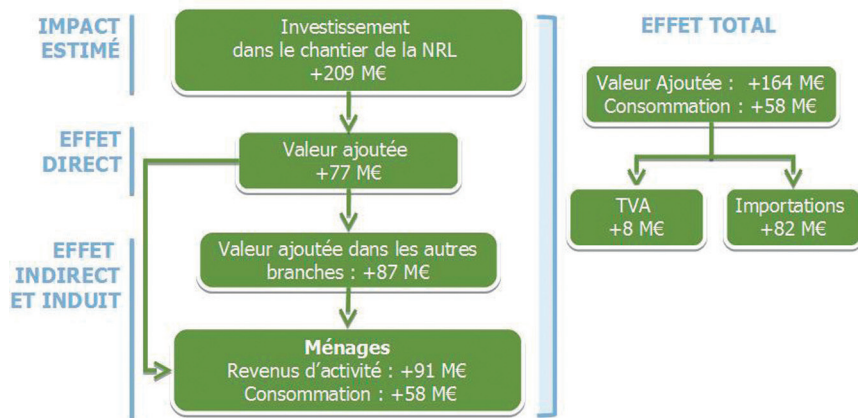 IMPACT
ESTIMÉ
Investissement
dans le chantier de la NRL
+209 M€
EFFET
DIRECT
Valeur ajoutée
+77 M€
EFFET
INDIRECT
ET INDUIT
Valeur ajoutée dans les autres
branches : +87 M€
Ménages
Revenus d’activité : +91 M€
Consommation : +58 M€
EFFET TOTAL
Valeur Ajoutée : +164 M€
Consommation : +58 M€
TVA
+8 M€
Importations
+82 M€